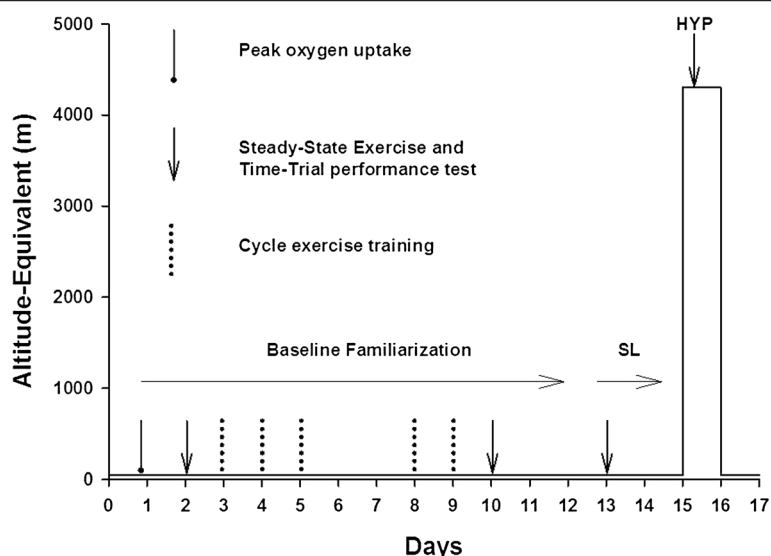 HYP
5000
Peak oxygen uptake
4000
Steady-State Exercise and
Time-Trial performance test
3000
Cycle exercise training
2000
Baseline Familiarization
SL
1000
0
Altitude-Equivalent (m)
0 1 2 3 4 5 6 7 8 9 10 11 12 13 14 15 16 17
Days